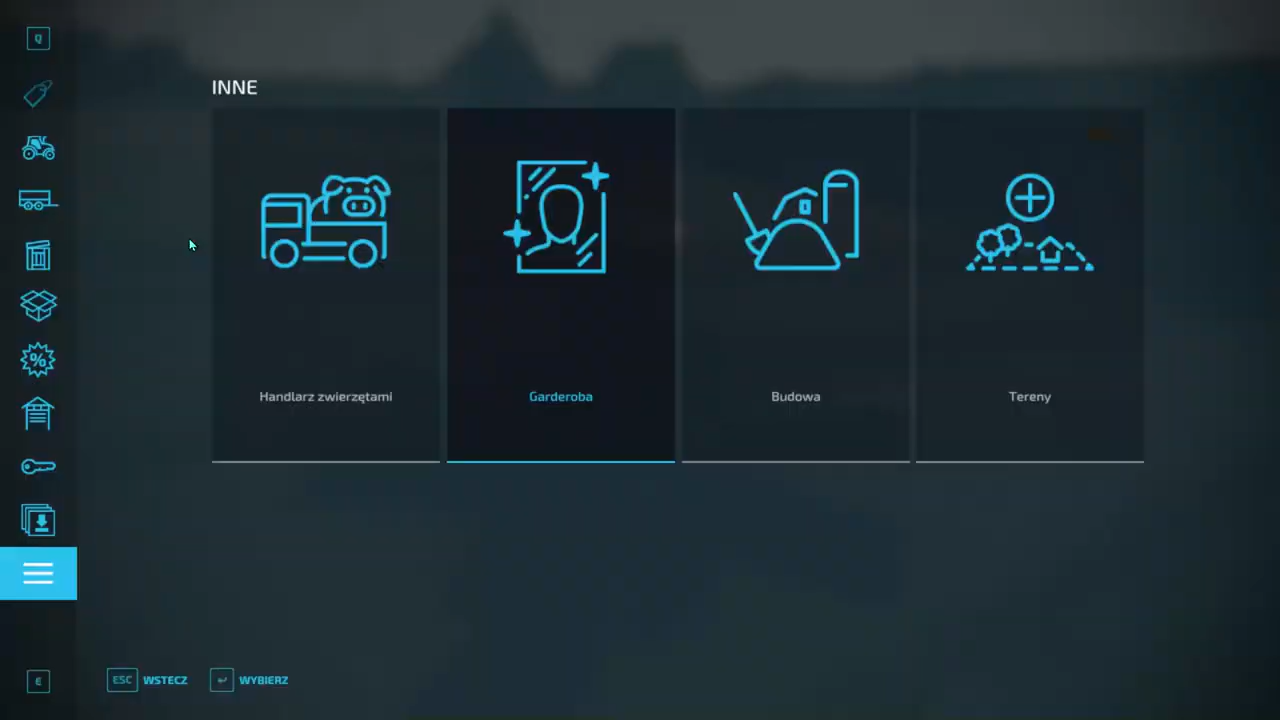 Q
INNE
%
Handlarz zwierzętami
Garderoba
Budowa
Tereny
E
ESC WSTECZ
WYBIERZ